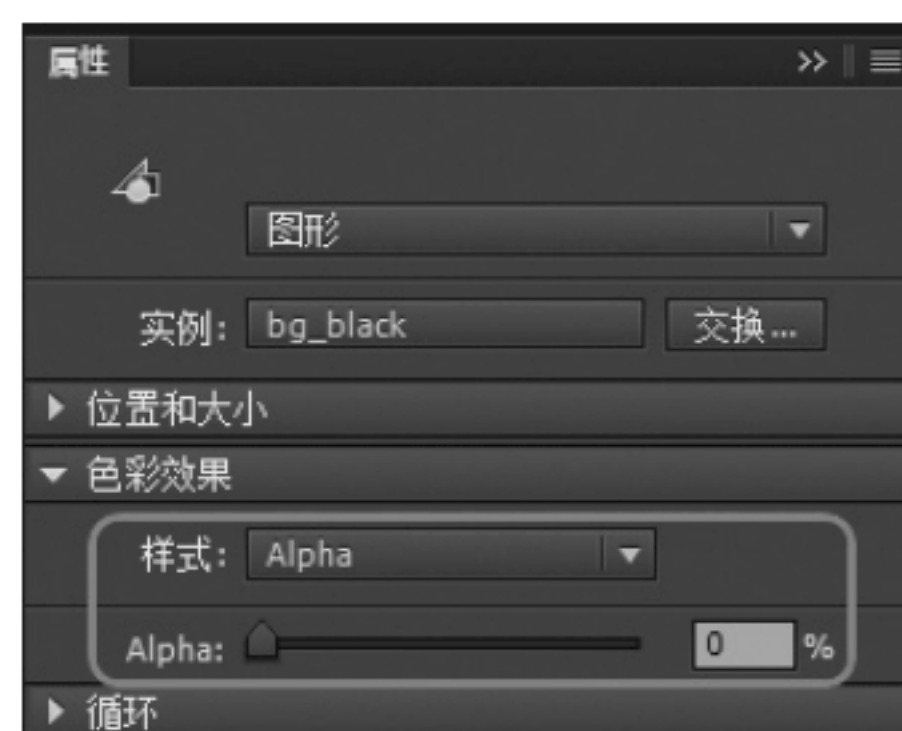 属性
图形
实例: bg_black 交换...
位置和大小
色彩效果
样式: Alpha
Alpha: 0 %
循环